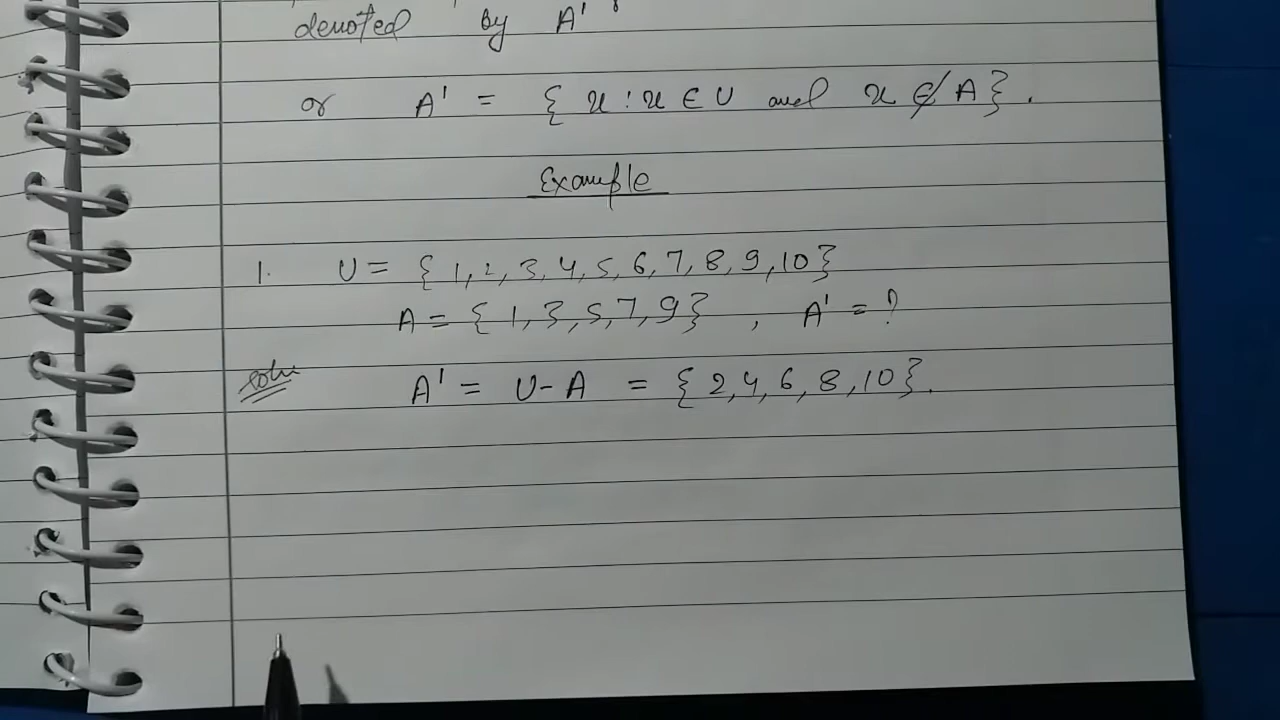 denoted by A'
or A' = { x : x ∈ U and x ∉ A}.
Example
1. U = { 1, 2, 3, 4, 5, 6, 7, 8, 9, 10}
A = { 1, 3, 5, 7, 9} , A' = ?
soln A' = U - A = { 2, 4, 6, 8, 10}.